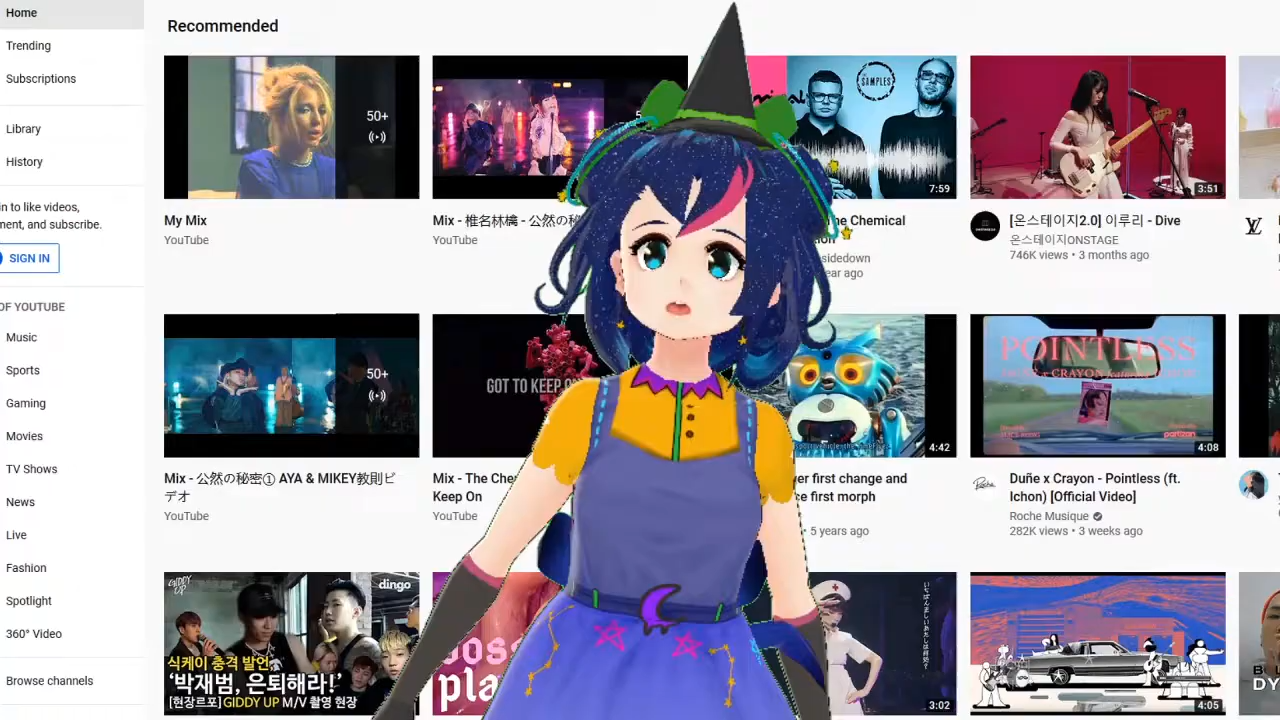 Home
Trending
Subscriptions
Library
History
in to like videos,
ment, and subscribe.
SIGN IN
OF YOUTUBE
Music
Sports
Gaming
Movies
TV Shows
News
Live
Fashion
Spotlight
360° Video
Browse channels
Recommended
50+
SAMPLES
7:59
3:51
My Mix
YouTube
Mix - 椎名林檎 - 公然の秘
YouTube
he Chemical
sidedown
ear ago
[온스테이지2.0] 이루리 - Dive
온스테이지ONSTAGE
746K views • 3 months ago
50+
GOT TO KEEP ON
4:42
POINTLESS
partizan
4:08
Mix - 公然の秘密① AYA & MIKEY教則ビ
デオ
YouTube
Mix - The Che
Keep On
YouTube
er first change and
ce first morph
• 5 years ago
Roche
Duñe x Crayon - Pointless (ft.
Ichon) [Official Video]
Roche Musique
282K views • 3 weeks ago
GIDDY UP
dingo
식케이 충격 발언
‘박재범, 은퇴해라!’
[현장르포] GIDDY UP M/V 촬영 현장
pla
3:02
4:05
DY